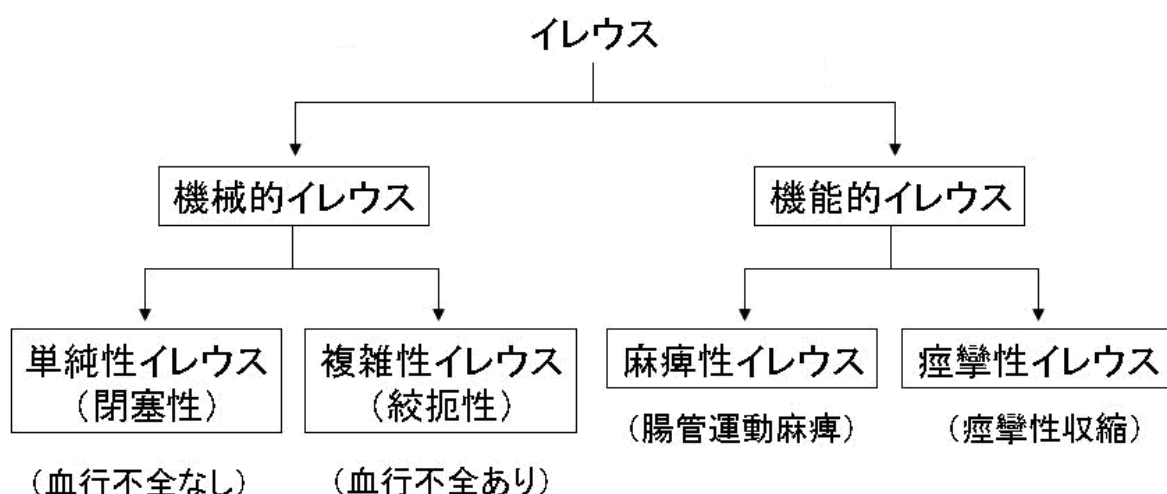 イレウス
機械的イレウス
機能的イレウス
単純性イレウス
(閉塞性)
複雑性イレウス
(絞扼性)
麻痺性イレウス
痙攣性イレウス
(腸管運動麻痺)
(痙攣性収縮)
(血行不全なし)
(血行不全あり)